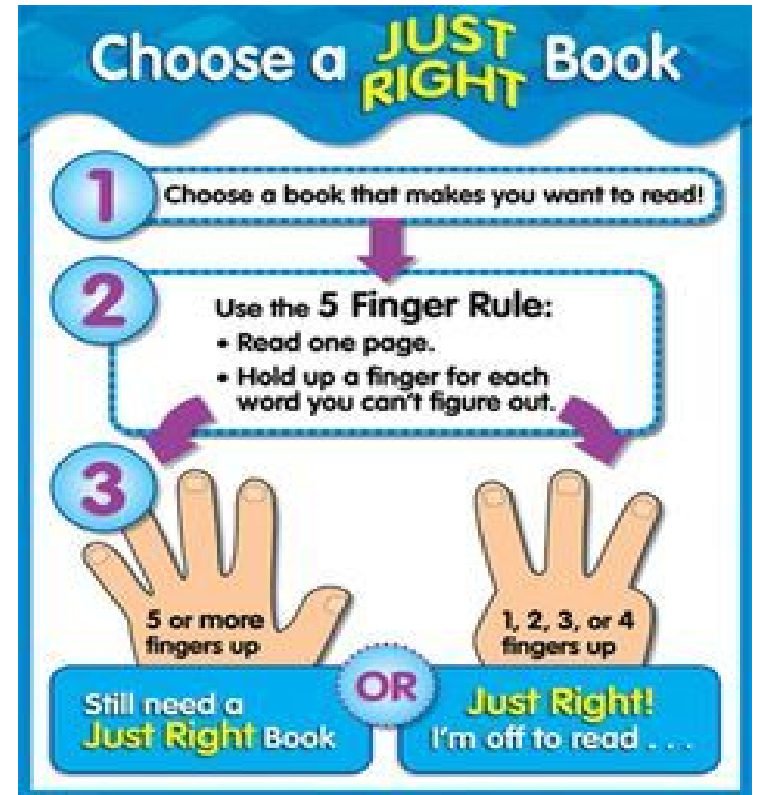 Choose a JUST RIGHT Book
1 Choose a book that makes you want to read!
2 Use the 5 Finger Rule:
• Read one page.
• Hold up a finger for each
word you can't figure out.
3
5 or more
fingers up
1, 2, 3, or 4
fingers up
Still need a
Just Right Book
OR
Just Right!
I'm off to read . . .